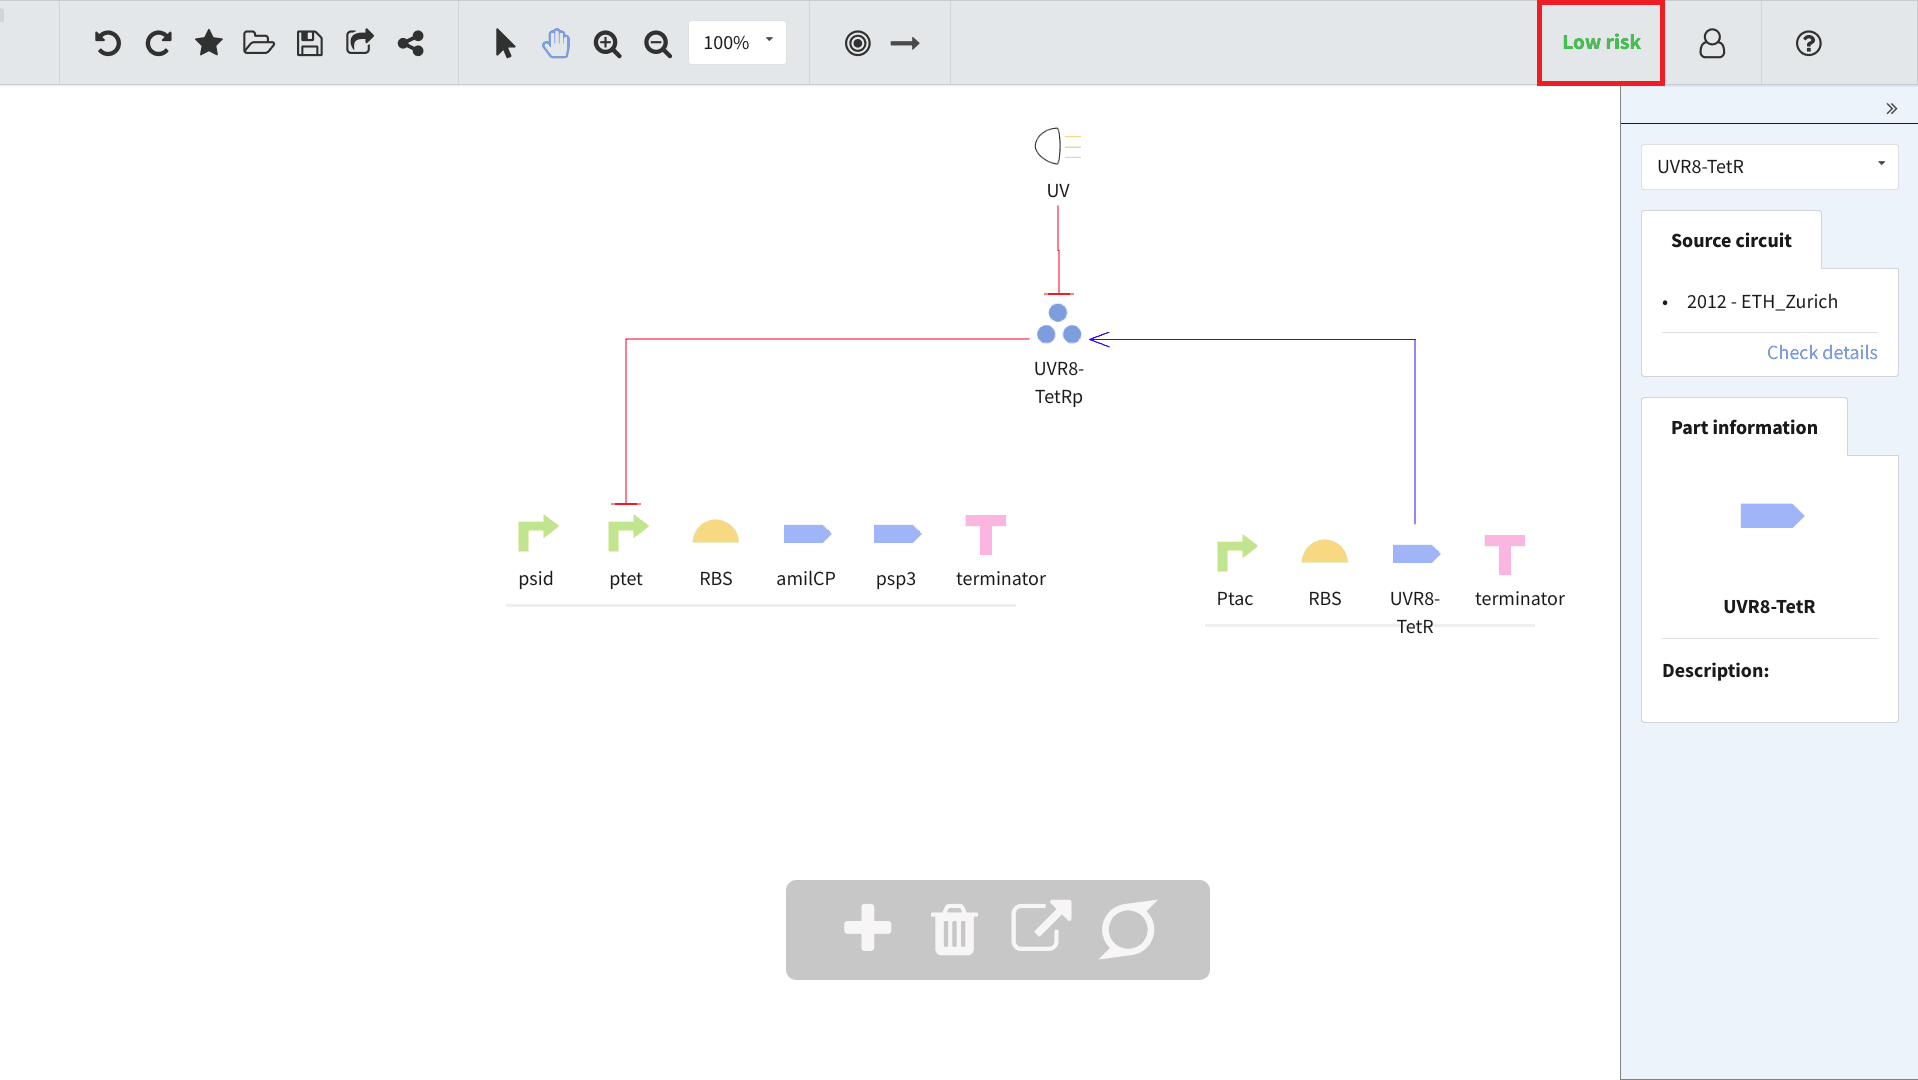 100%
Low risk
UV
UVR8-TetR
Source circuit
• 2012 - ETH_Zurich
Check details
UVR8-
TetRp
Part information
psid ptet RBS amilCP psp3 terminator
Ptac RBS UVR8- terminator
TetR
UVR8-TetR
Description: